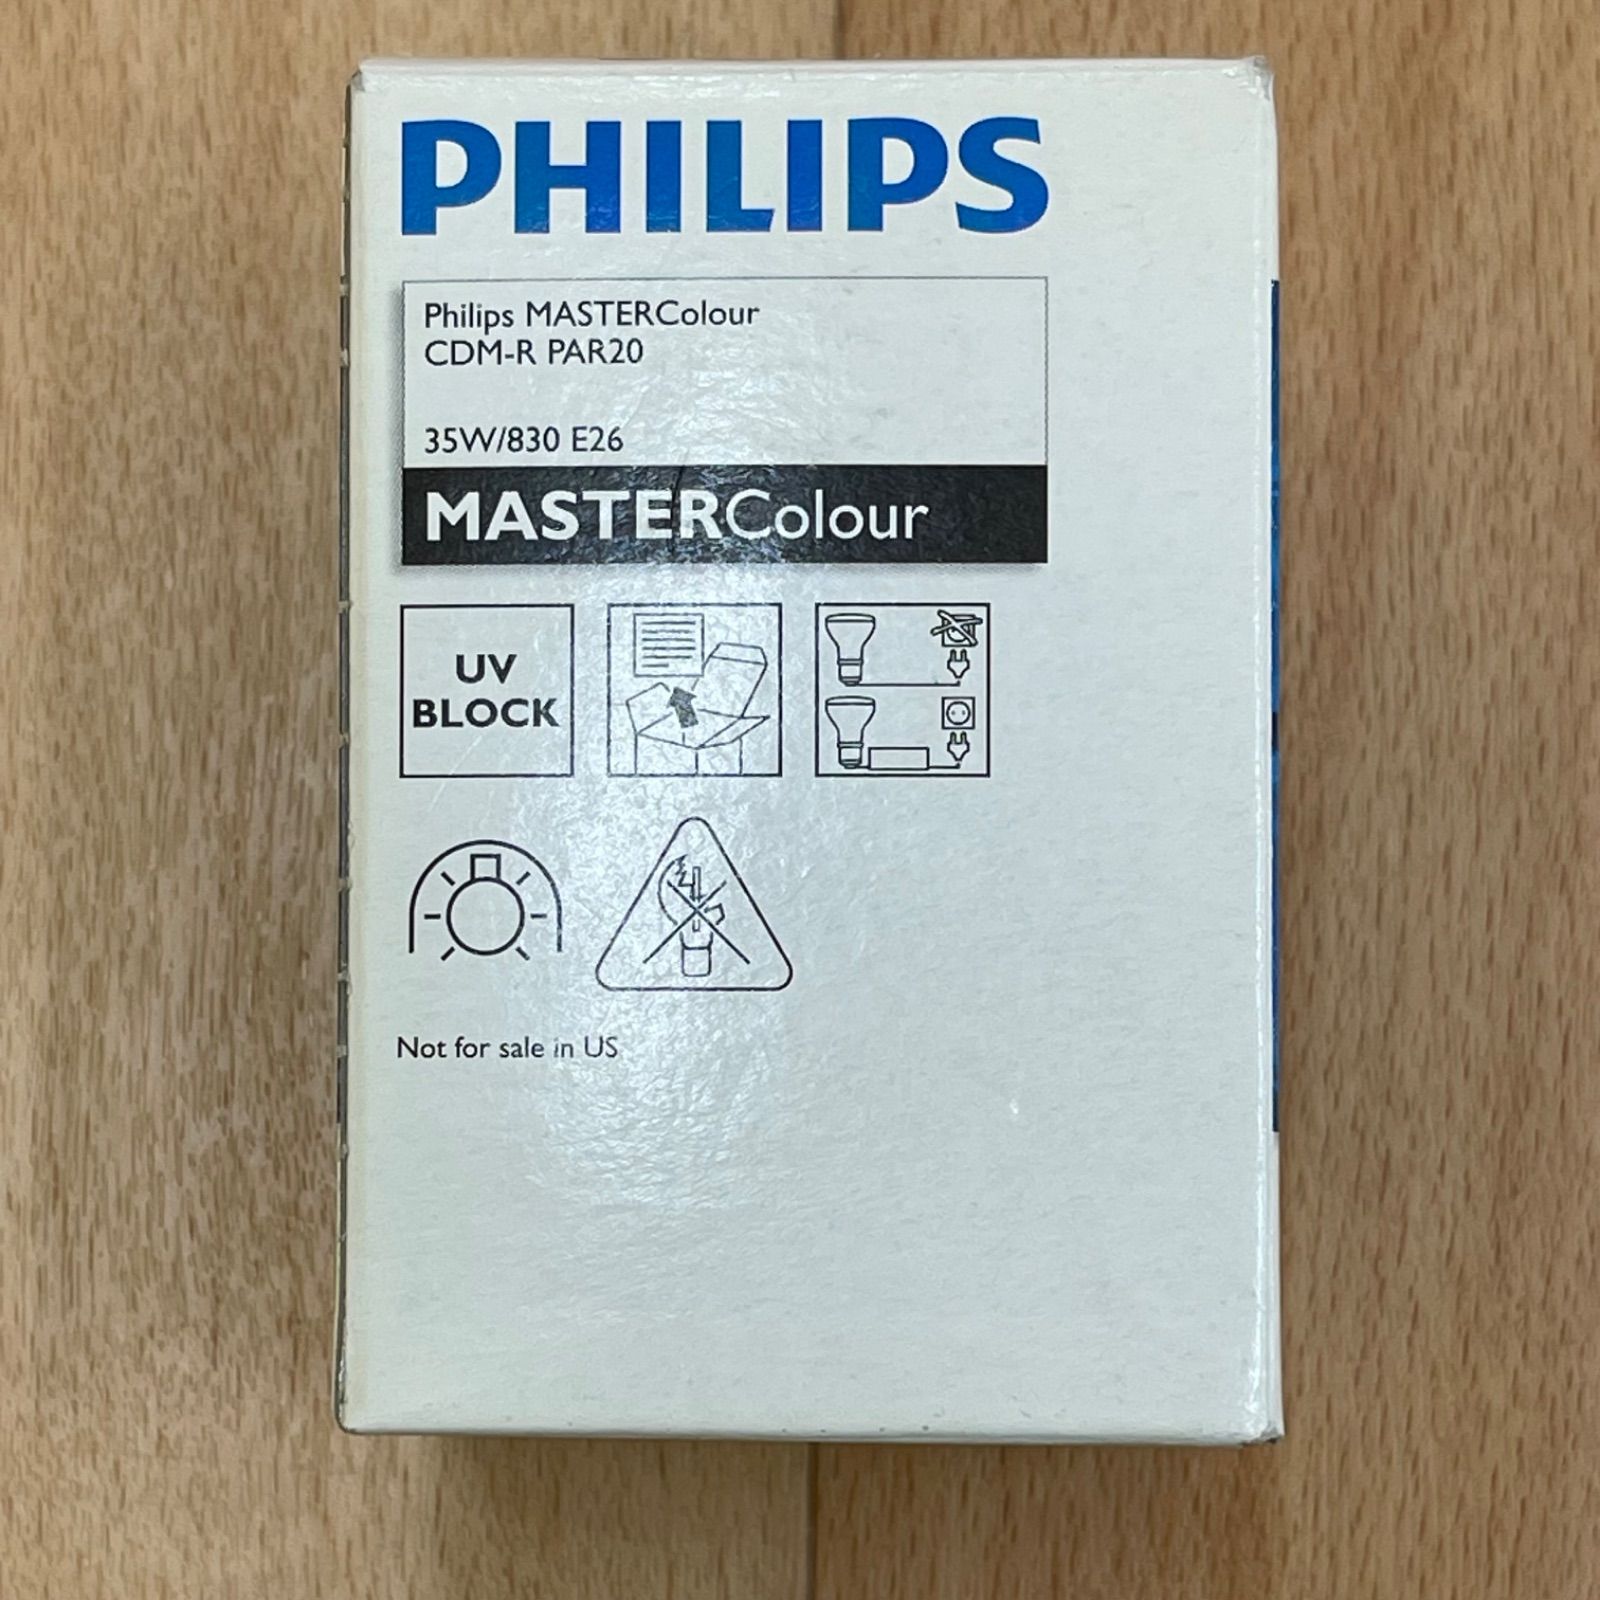 PHILIPS
Philips MASTERColour
CDM-R PAR20
35W/830 E26
MASTERColour
UV
BLOCK
Not for sale in US